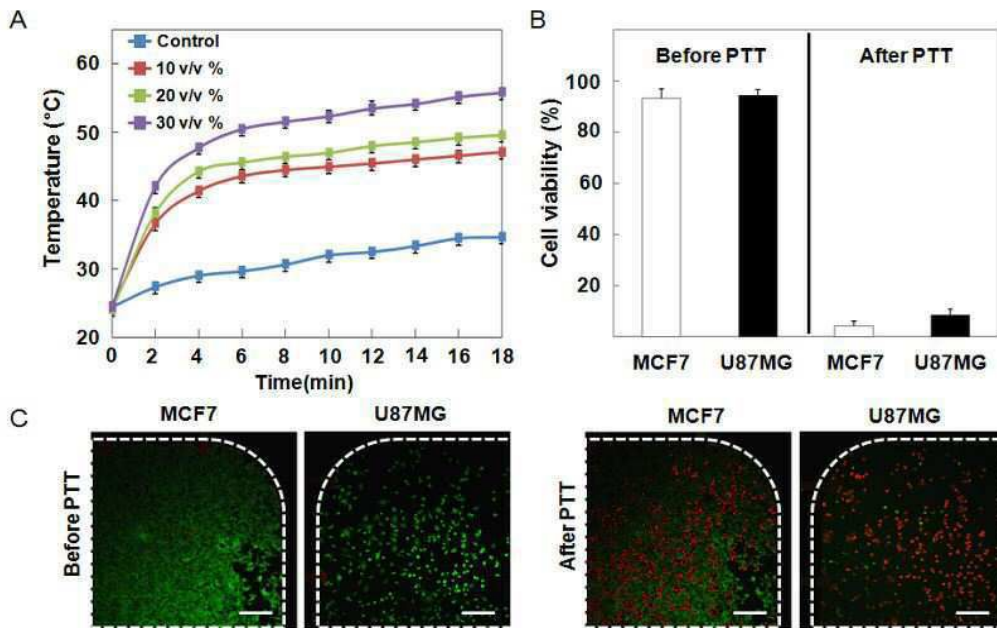 A
Temperature (°C)
60
50
40
30
20
Control
10 v/v %
20 v/v %
30 v/v %
0 2 4 6 8 10 12 14 16 18
Time(min)
B
Cell viability (%)
100
80
60
40
20
Before PTT After PTT
MCF7 U87MG MCF7 U87MG
C
MCF7 U87MG MCF7 U87MG
Before PTT
After PTT